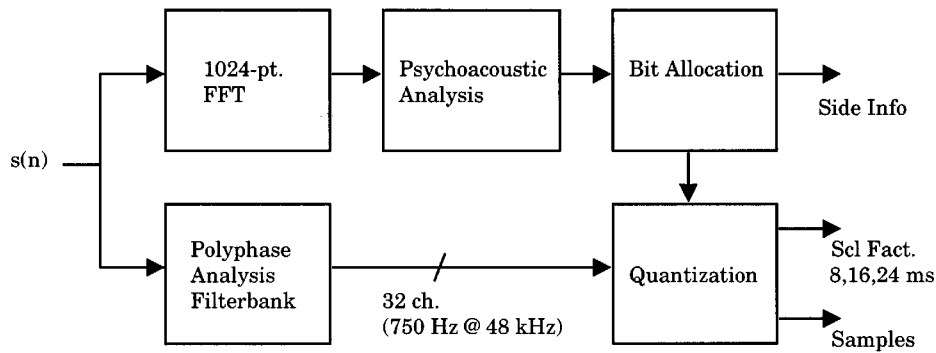 1024-pt.
FFT
Psychoacoustic
Analysis
Bit Allocation
Side Info
s(n)
Polyphase
Analysis
Filterbank
32 ch.
(750 Hz @ 48 kHz)
Quantization
Scl Fact.
8,16,24 ms
Samples